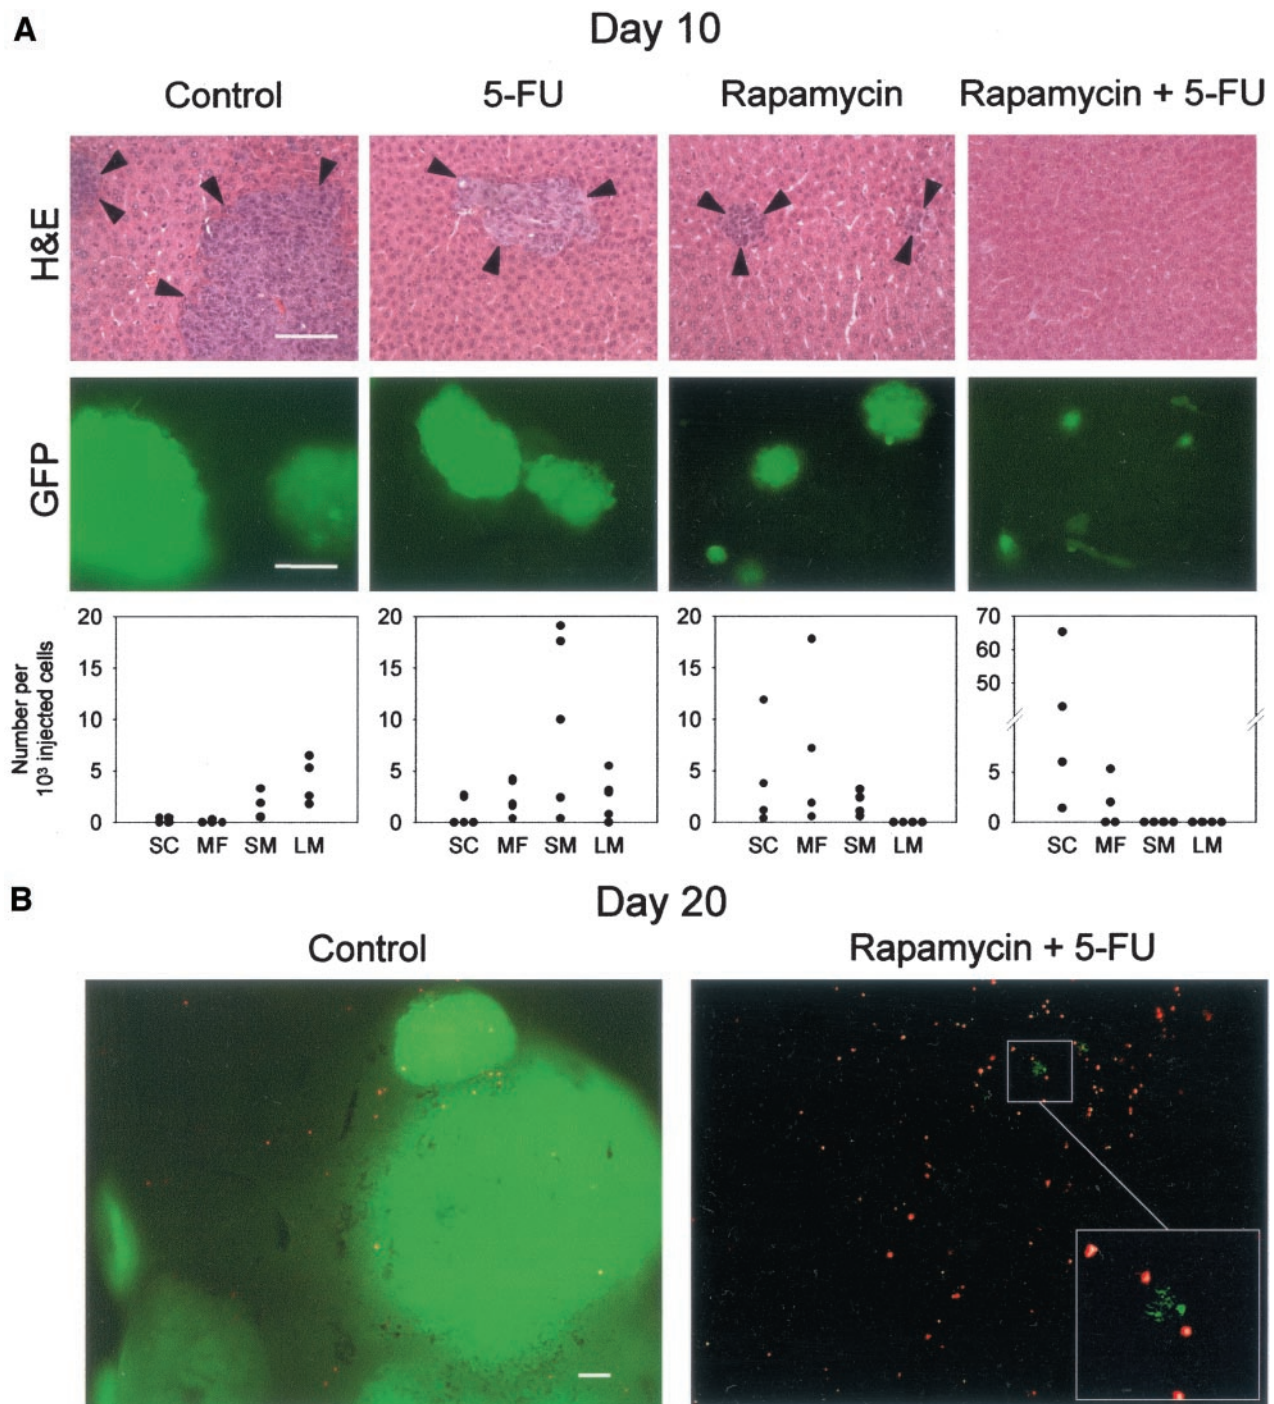 A
Day 10
Control 5-FU Rapamycin Rapamycin + 5-FU
H&E
GFP
Number per
10³ injected cells
20 20 20 70
60
15 15 15 50
10 10 10
5 5 5 5
0 0 0 0
SC MF SM LM SC MF SM LM SC MF SM LM SC MF SM LM
B
Day 20
Control Rapamycin + 5-FU